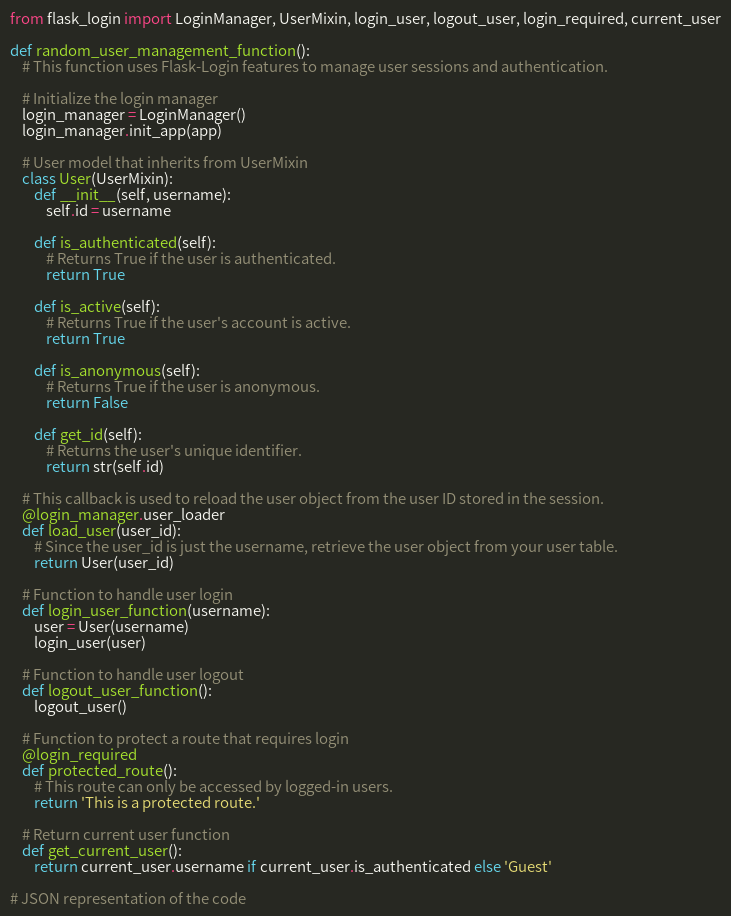 from flask_login import LoginManager, UserMixin, login_user, logout_user, login_required, current_user

def random_user_management_function():
    # This function uses Flask-Login features to manage user sessions and authentication.

    # Initialize the login manager
    login_manager = LoginManager()
    login_manager.init_app(app)

    # User model that inherits from UserMixin
    class User(UserMixin):
        def __init__(self, username):
            self.id = username

        def is_authenticated(self):
            # Returns True if the user is authenticated.
            return True

        def is_active(self):
            # Returns True if the user's account is active.
            return True

        def is_anonymous(self):
            # Returns True if the user is anonymous.
            return False

        def get_id(self):
            # Returns the user's unique identifier.
            return str(self.id)

    # This callback is used to reload the user object from the user ID stored in the session.
    @login_manager.user_loader
    def load_user(user_id):
        # Since the user_id is just the username, retrieve the user object from your user table.
        return User(user_id)

    # Function to handle user login
    def login_user_function(username):
        user = User(username)
        login_user(user)

    # Function to handle user logout
    def logout_user_function():
        logout_user()

    # Function to protect a route that requires login
    @login_required
    def protected_route():
        # This route can only be accessed by logged-in users.
        return 'This is a protected route.'

    # Return current user function
    def get_current_user():
        return current_user.username if current_user.is_authenticated else 'Guest'

# JSON representation of the code